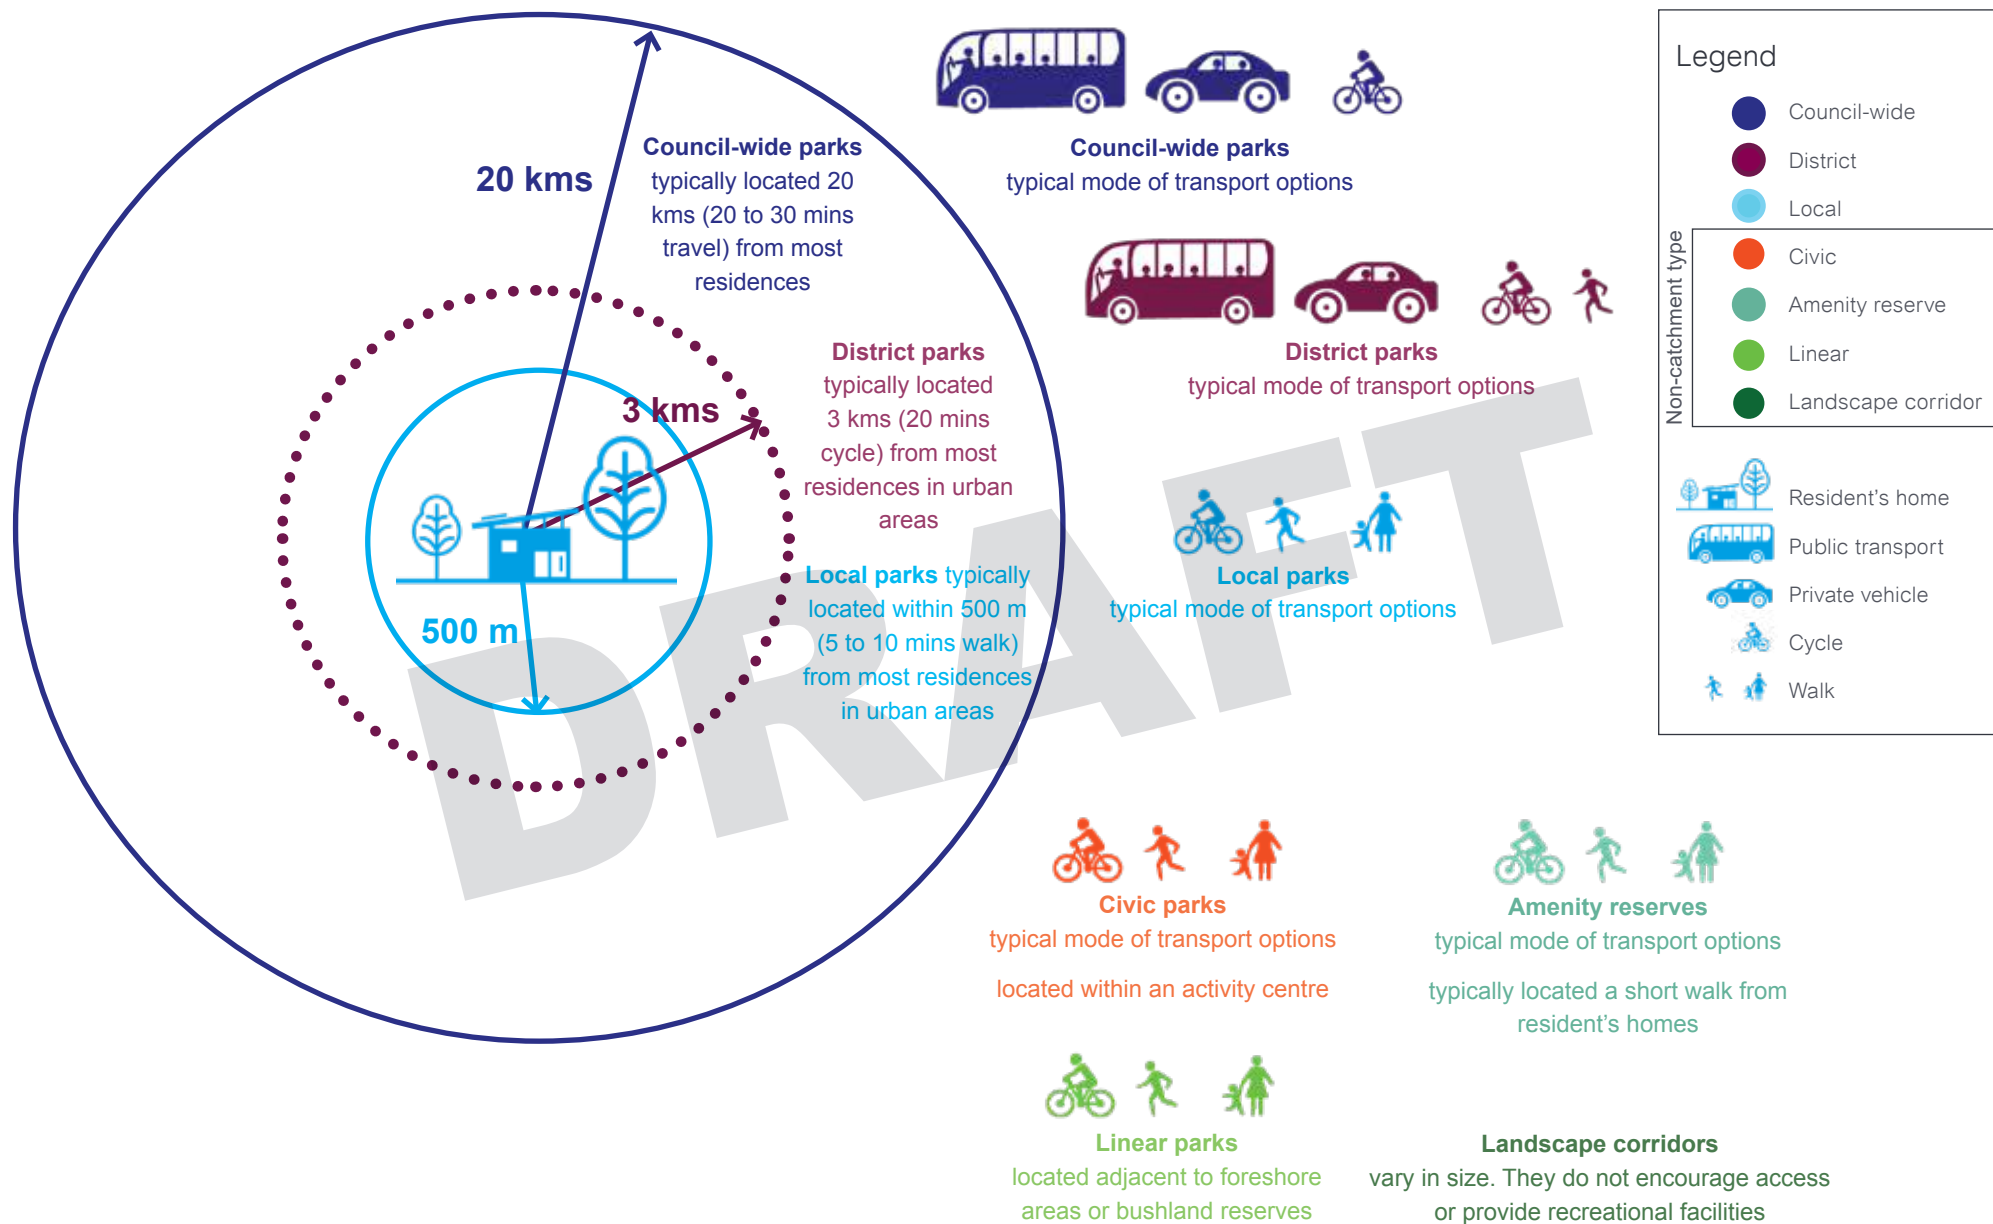 20 kms
Council-wide parks
typically located 20
kms (20 to 30 mins
travel) from most
residences
3 kms
District parks
typically located
3 kms (20 mins
cycle) from most
residences in urban
areas
500 m
Local parks typically
located within 500 m
(5 to 10 mins walk)
from most residences
in urban areas
Council-wide parks
typical mode of transport options
District parks
typical mode of transport options
Local parks
typical mode of transport options
Civic parks
typical mode of transport options
located within an activity centre
Amenity reserves
typical mode of transport options
typically located a short walk from
resident's homes
Linear parks
located adjacent to foreshore
areas or bushland reserves
Landscape corridors
vary in size. They do not encourage access
or provide recreational facilities
Legend
Council-wide
District
Local
Non-catchment type
Civic
Amenity reserve
Linear
Landscape corridor
Resident's home
Public transport
Private vehicle
Cycle
Walk
DRAFT